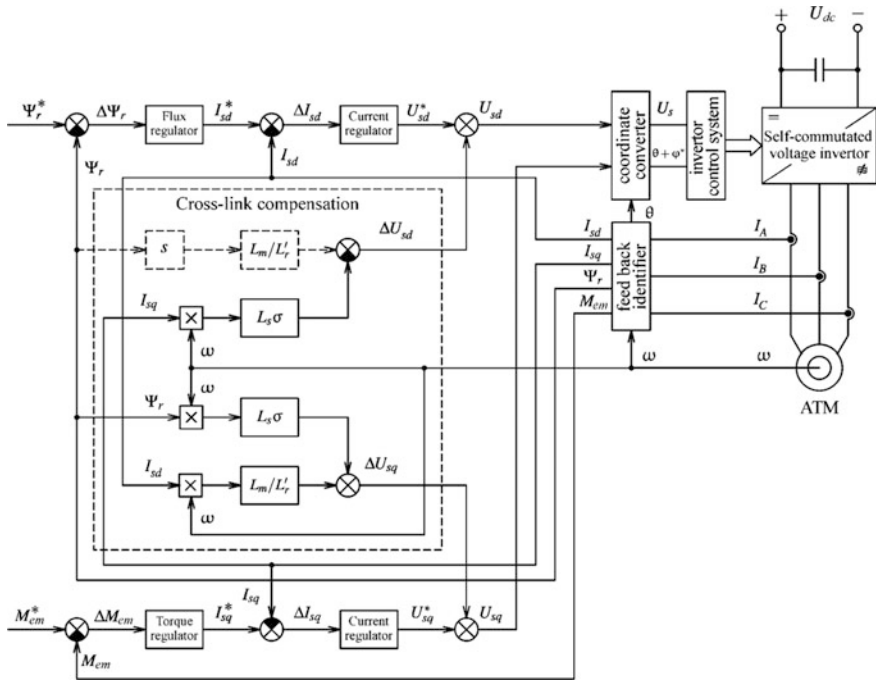 + U_dc −
Ψ_r* ΔΨ_r Flux regulator I_sd* ΔI_sd Current regulator U_sd* U_sd
coordinate converter
U_s
θ + φ*
invertor control system
=
Self-commutated
voltage invertor
≉
Ψ_r
I_sd
Cross-link compensation
s L_m/L'_r ΔU_sd
θ
I_sd
I_sq
Ψ_r
M_em
feed back identifier
I_A
I_B
I_C
I_sq × L_sσ
ω
ω ω
ATM
ω
Ψ_r × L_sσ
ΔU_sq
I_sd × L_m/L'_r
ω
I_sq
M_em* ΔM_em Torque regulator I_sq* ΔI_sq Current regulator U_sq* U_sq
M_em